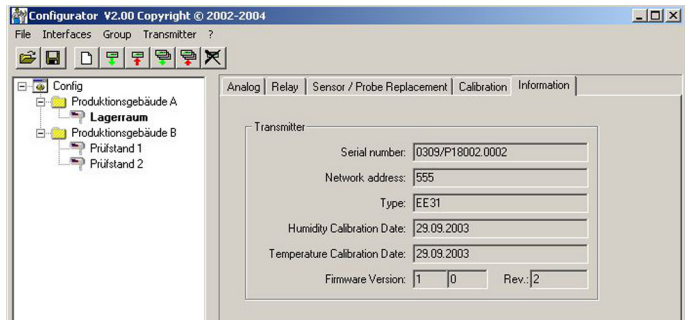 Configurator V2.00 Copyright © 2002-2004
File Interfaces Group Transmitter ?
Config
Produktionsgebäude A
Lagerraum
Produktionsgebäude B
Prüfstand 1
Prüfstand 2
Analog Relay Sensor / Probe Replacement Calibration Information
Transmitter
Serial number: 0309/P18002.0002
Network address: 555
Type: EE31
Humidity Calibration Date: 29.09.2003
Temperature Calibration Date: 29.09.2003
Firmware Version: 1 0 Rev.: 2